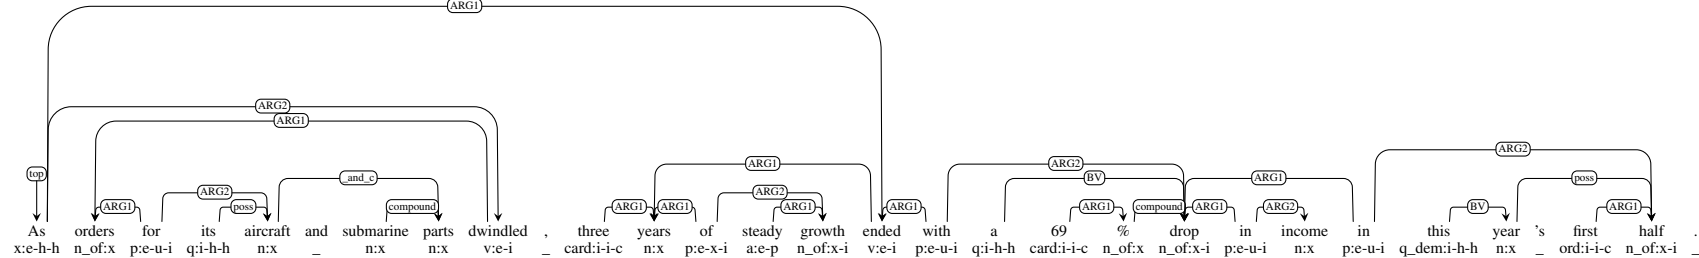 ARG1
ARG2
ARG1
ARG2
ARG1
ARG2
top
_and_c
BV
ARG1
poss
ARG2
ARG2
ARG1
poss
compound
ARG1
ARG1
ARG1
ARG1
ARG1
compound
ARG1
ARG2
BV
ARG1
As orders for its aircraft and submarine parts dwindled , three years of steady growth ended with a 69 % drop in income in this year 's first half .
x:e-h-h n_of:x p:e-u-i q:i-h-h n:x _ n:x n:x v:e-i _ card:i-i-c n:x p:e-x-i a:e-p n_of:x-i v:e-i p:e-u-i q:i-h-h card:i-i-c n_of:x n_of:x-i p:e-u-i n:x p:e-u-i q_dem:i-h-h n:x _ ord:i-i-c n_of:x-i _